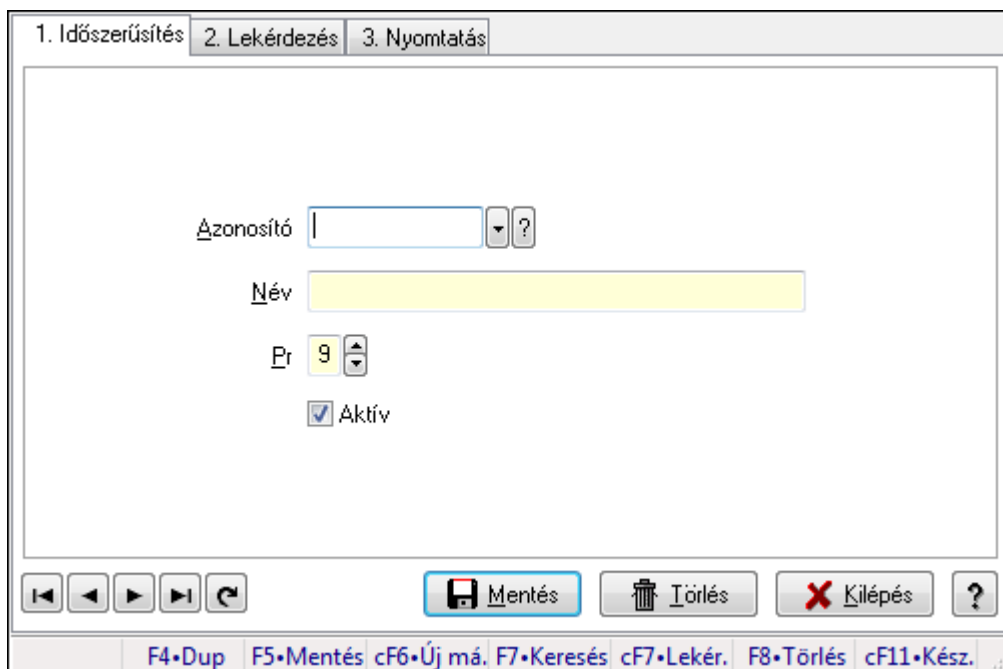 1. Időszerűsítés 2. Lekérdezés 3. Nyomtatás
Azonosító ?
Név
Pr 9
Aktív
Mentés Törlés Kilépés ?
F4•Dup F5•Mentés cF6•Új má. F7•Keresés cF7•Lekér. F8•Törlés cF11•Kész.